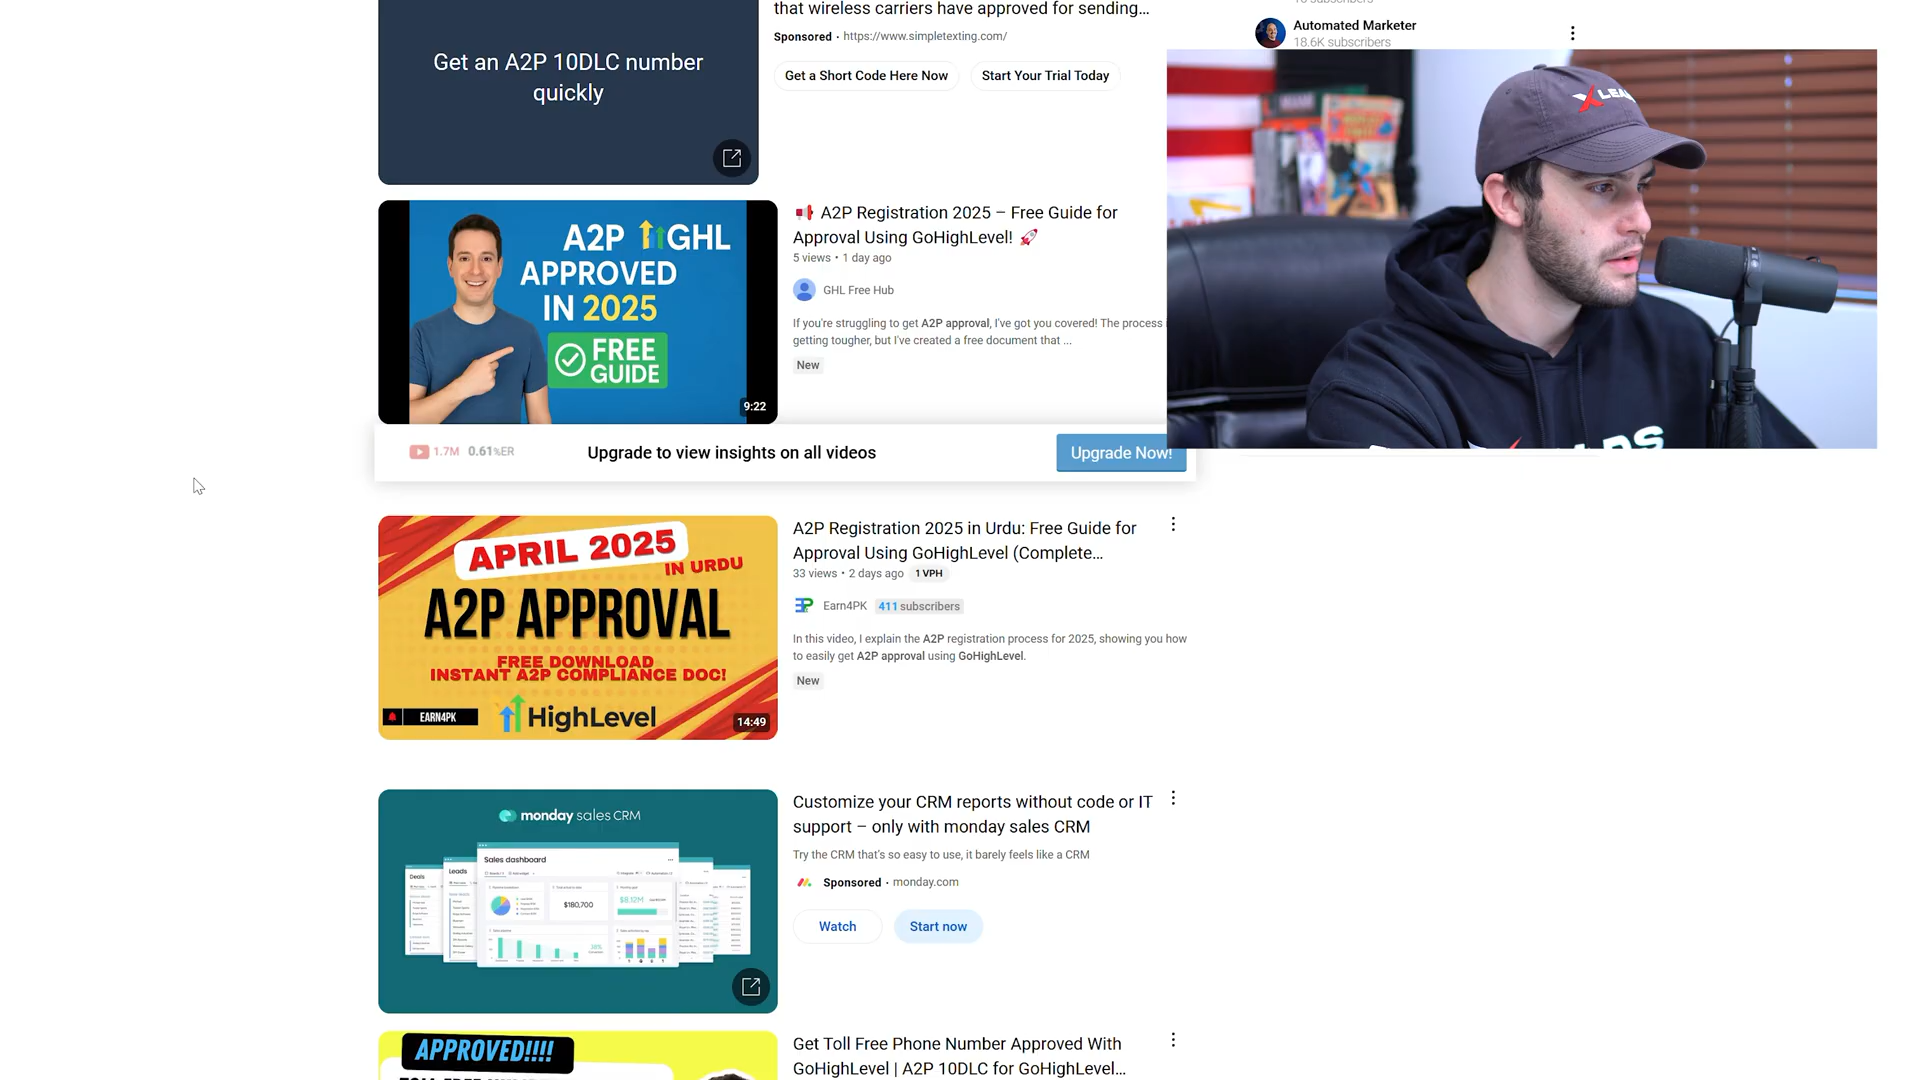 Get an A2P 10DLC number
quickly
that wireless carriers have approved for sending...
Sponsored · https://www.simpletexting.com/
Get a Short Code Here Now
Start Your Trial Today
Automated Marketer
18.6K subscribers
A2P GHL
APPROVED
IN 2025
FREE
GUIDE
9:22
A2P Registration 2025 – Free Guide for
Approval Using GoHighLevel!
5 views • 1 day ago
GHL Free Hub
If you're struggling to get A2P approval, I've got you covered! The process
getting tougher, but I've created a free document that ...
New
1.7M 0.61%ER
Upgrade to view insights on all videos
Upgrade Now!
APRIL 2025
IN URDU
A2P APPROVAL
FREE DOWNLOAD
INSTANT A2P COMPLIANCE DOC!
EARN4PK
HighLevel
14:49
A2P Registration 2025 in Urdu: Free Guide for
Approval Using GoHighLevel (Complete...
33 views • 2 days ago 1 VPH
Earn4PK 411 subscribers
In this video, I explain the A2P registration process for 2025, showing you how
to easily get A2P approval using GoHighLevel.
New
monday sales CRM
Sales dashboard
Deals
Leads
$180,700
$8.12M
Customize your CRM reports without code or IT
support – only with monday sales CRM
Try the CRM that's so easy to use, it barely feels like a CRM
Sponsored · monday.com
Watch
Start now
APPROVED!!!!
Get Toll Free Phone Number Approved With
GoHighLevel | A2P 10DLC for GoHighLevel...